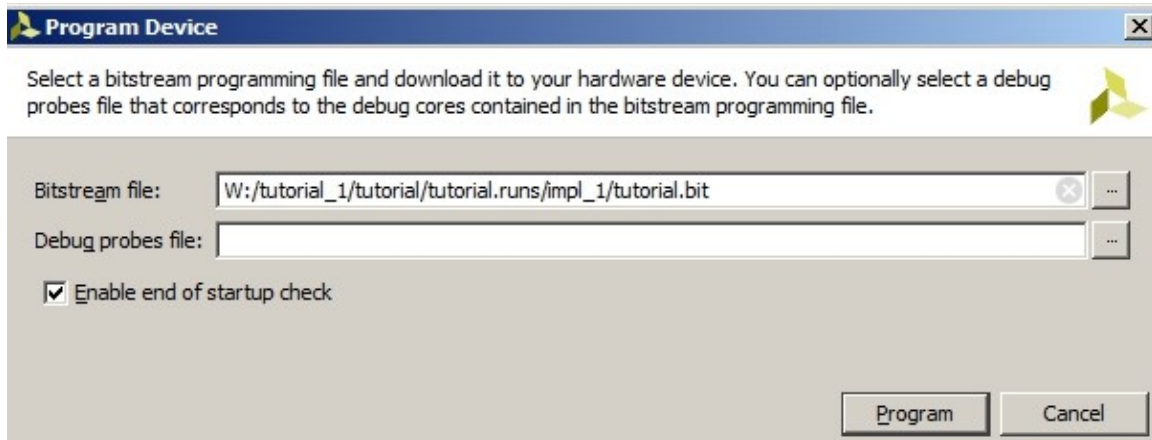 Program Device
Select a bitstream programming file and download it to your hardware device. You can optionally select a debug
probes file that corresponds to the debug cores contained in the bitstream programming file.
Bitstream file: W:/tutorial_1/tutorial/tutorial.runs/impl_1/tutorial.bit ...
Debug probes file: ...
Enable end of startup check
Program Cancel